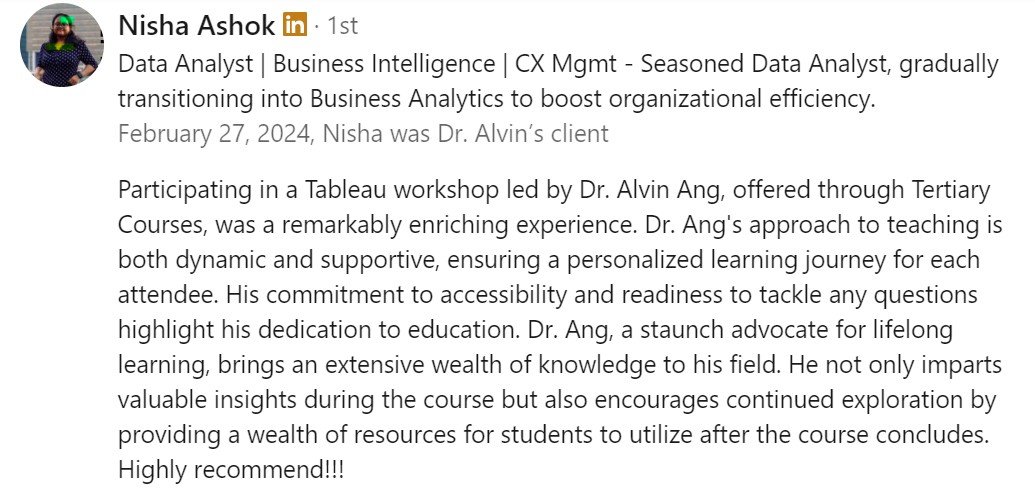 Nisha Ashok in · 1st
Data Analyst | Business Intelligence | CX Mgmt - Seasoned Data Analyst, gradually
transitioning into Business Analytics to boost organizational efficiency.
February 27, 2024, Nisha was Dr. Alvin’s client
Participating in a Tableau workshop led by Dr. Alvin Ang, offered through Tertiary
Courses, was a remarkably enriching experience. Dr. Ang's approach to teaching is
both dynamic and supportive, ensuring a personalized learning journey for each
attendee. His commitment to accessibility and readiness to tackle any questions
highlight his dedication to education. Dr. Ang, a staunch advocate for lifelong
learning, brings an extensive wealth of knowledge to his field. He not only imparts
valuable insights during the course but also encourages continued exploration by
providing a wealth of resources for students to utilize after the course concludes.
Highly recommend!!!